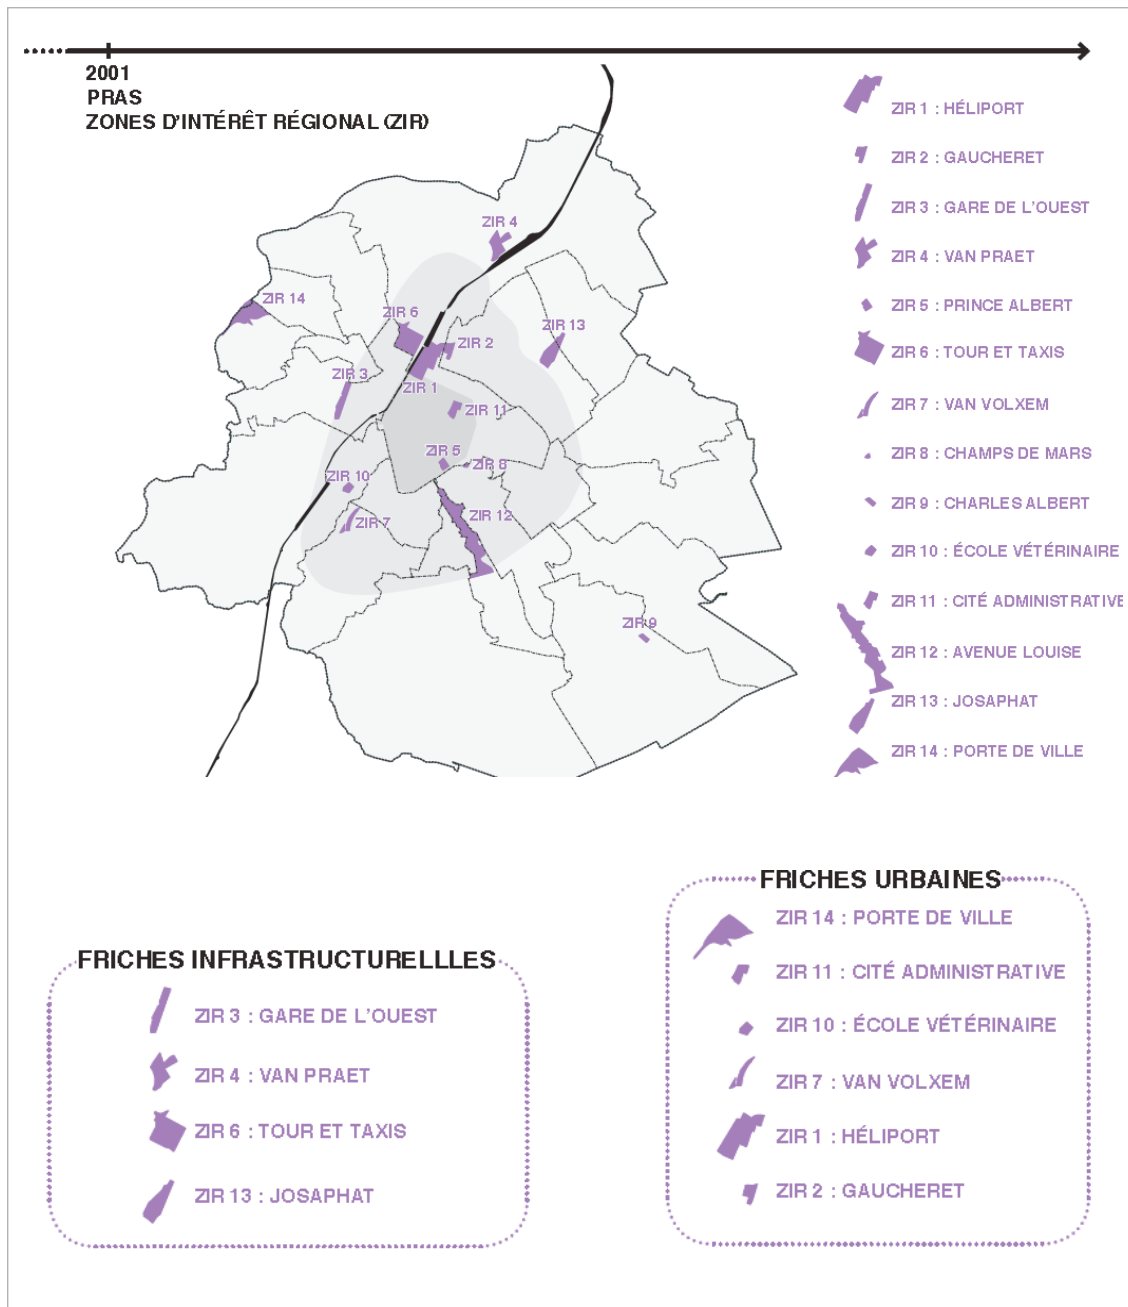 2001
PRAS
ZONES D'INTÉRÊT RÉGIONAL (ZIR)
ZIR 4
ZIR 14
ZIR 6
ZIR 13
ZIR 2
ZIR 3
ZIR 1
ZIR 11
ZIR 5
ZIR 8
ZIR 10
ZIR 12
ZIR 7
ZIR 9
ZIR 1 : HÉLIPORT
ZIR 2 : GAUCHERET
ZIR 3 : GARE DE L'OUEST
ZIR 4 : VAN PRAET
ZIR 5 : PRINCE ALBERT
ZIR 6 : TOUR ET TAXIS
ZIR 7 : VAN VOLXEM
ZIR 8 : CHAMPS DE MARS
ZIR 9 : CHARLES ALBERT
ZIR 10 : ÉCOLE VÉTÉRINAIRE
ZIR 11 : CITÉ ADMINISTRATIVE
ZIR 12 : AVENUE LOUISE
ZIR 13 : JOSAPHAT
ZIR 14 : PORTE DE VILLE
FRICHES INFRASTRUCTURELLLES
ZIR 3 : GARE DE L'OUEST
ZIR 4 : VAN PRAET
ZIR 6 : TOUR ET TAXIS
ZIR 13 : JOSAPHAT
FRICHES URBAINES
ZIR 14 : PORTE DE VILLE
ZIR 11 : CITÉ ADMINISTRATIVE
ZIR 10 : ÉCOLE VÉTÉRINAIRE
ZIR 7 : VAN VOLXEM
ZIR 1 : HÉLIPORT
ZIR 2 : GAUCHERET